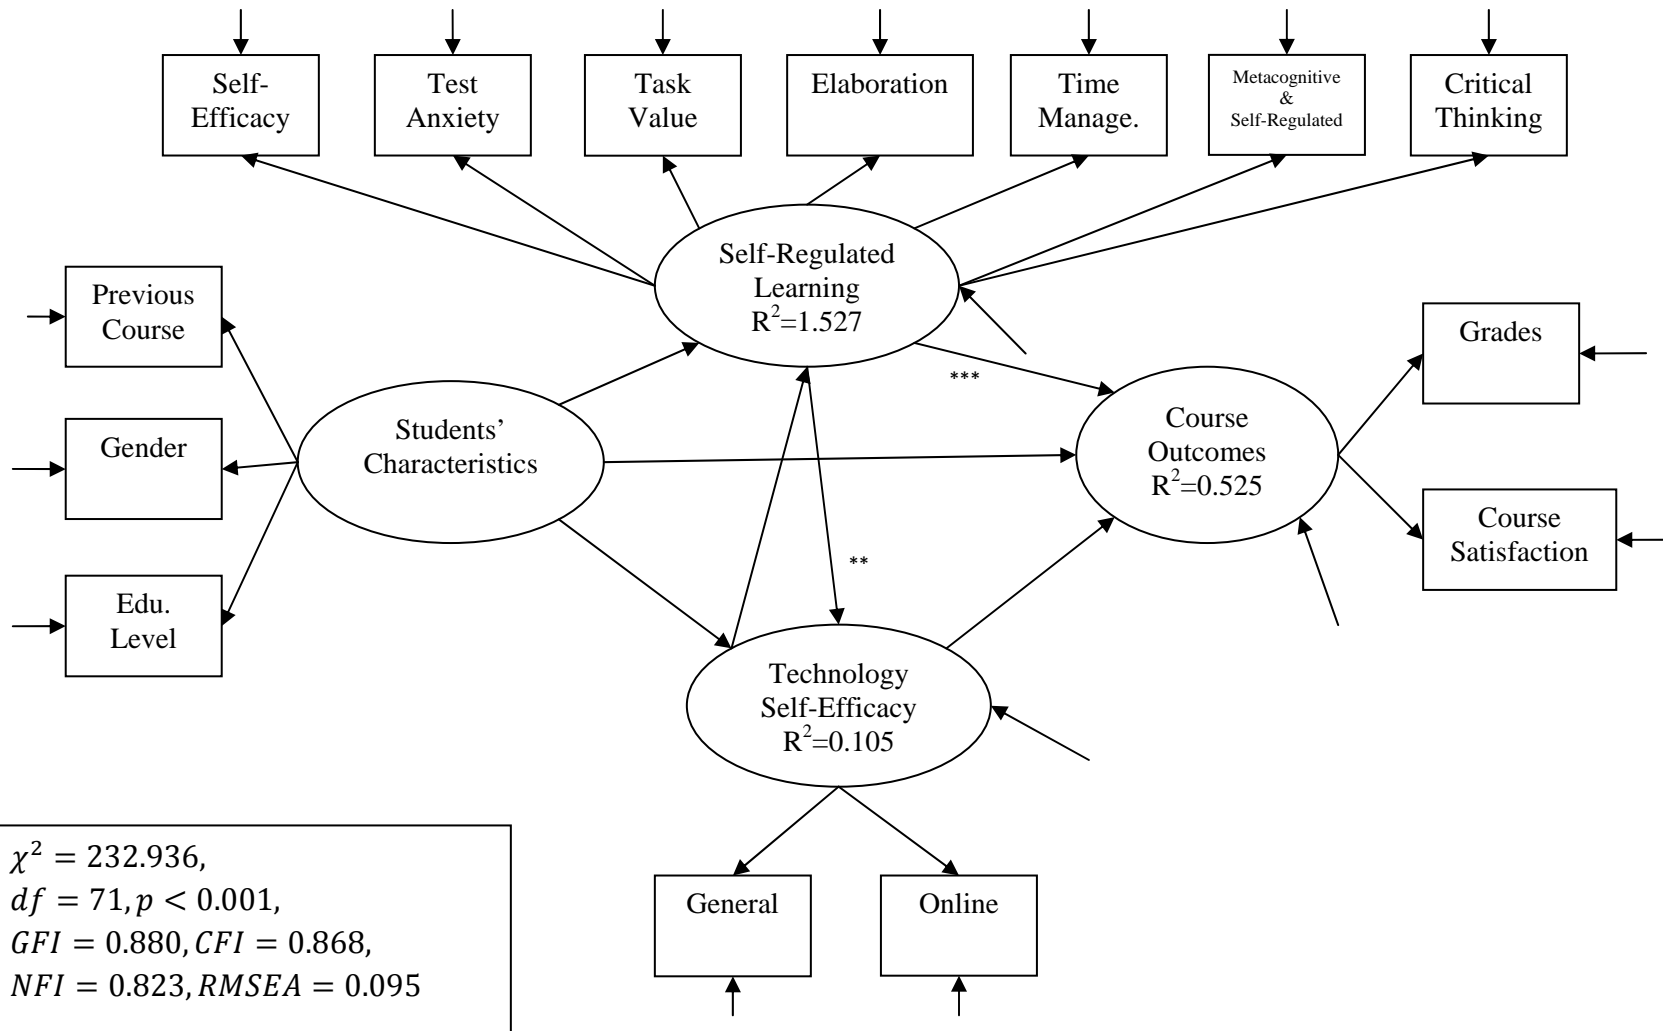 Self-
Efficacy
Test
Anxiety
Task
Value
Elaboration
Time
Manage.
Metacognitive
&
Self-Regulated
Critical
Thinking
Self-Regulated
Learning
R²=1.527
Previous
Course
Grades
***
Students’
Characteristics
Course
Outcomes
R²=0.525
Gender
Course
Satisfaction
**
Edu.
Level
Technology
Self-Efficacy
R²=0.105
χ² = 232.936,
df = 71, p < 0.001,
GFI = 0.880, CFI = 0.868,
NFI = 0.823, RMSEA = 0.095
General
Online